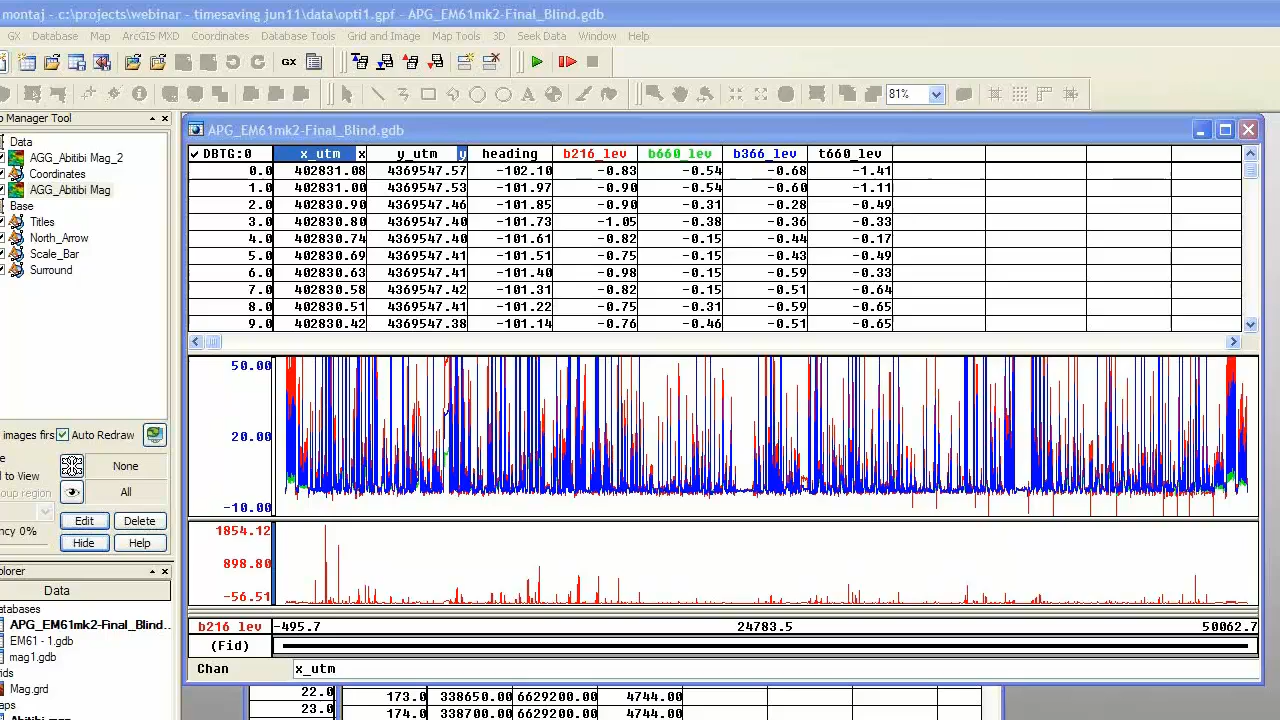 montaj - c:\projects\webinar - timesaving jun11\data\opti1.gpf - APG_EM61mk2-Final_Blind.gdb
GX Database Map ArcGIS MXD Coordinates Database Tools Grid and Image Map Tools 3D Seek Data Window Help
GX
81%
o Manager Tool
Data
AGG_Abitibi Mag_2
Coordinates
AGG_Abitibi Mag
Base
Titles
North_Arrow
Scale_Bar
Surround
images firs Auto Redraw
e
None
l to View
oup region
All
ncy 0%
Edit Delete
Hide Help
plorer
Data
atabases
APG_EM61mk2-Final_Blind..
EM61 - 1.gdb
mag1.gdb
rids
Mag.grd
aps
Abitibi.map
APG_EM61mk2-Final_Blind.gdb
DBTG:0 x_utm x y_utm y heading b216_lev b660_lev b366_lev t660_lev
0.0 402831.08 4369547.57 -102.10 -0.83 -0.54 -0.68 -1.41
1.0 402831.00 4369547.53 -101.97 -0.90 -0.54 -0.60 -1.11
2.0 402830.90 4369547.46 -101.85 -0.90 -0.31 -0.28 -0.49
3.0 402830.80 4369547.40 -101.73 -1.05 -0.38 -0.36 -0.33
4.0 402830.74 4369547.40 -101.61 -0.82 -0.15 -0.44 -0.17
5.0 402830.69 4369547.41 -101.51 -0.75 -0.15 -0.43 -0.49
6.0 402830.63 4369547.41 -101.40 -0.98 -0.15 -0.59 -0.33
7.0 402830.58 4369547.42 -101.31 -0.82 -0.15 -0.51 -0.64
8.0 402830.51 4369547.41 -101.22 -0.75 -0.31 -0.59 -0.65
9.0 402830.42 4369547.38 -101.14 -0.76 -0.46 -0.51 -0.65
50.00
20.00
-10.00
1854.12
898.80
-56.51
b216_lev -495.7 24783.5 50062.7
(Fid)
Chan x_utm
22.0 173.0 338650.00 6629200.00 4744.00
23.0 174.0 338700.00 6629200.00 4744.00